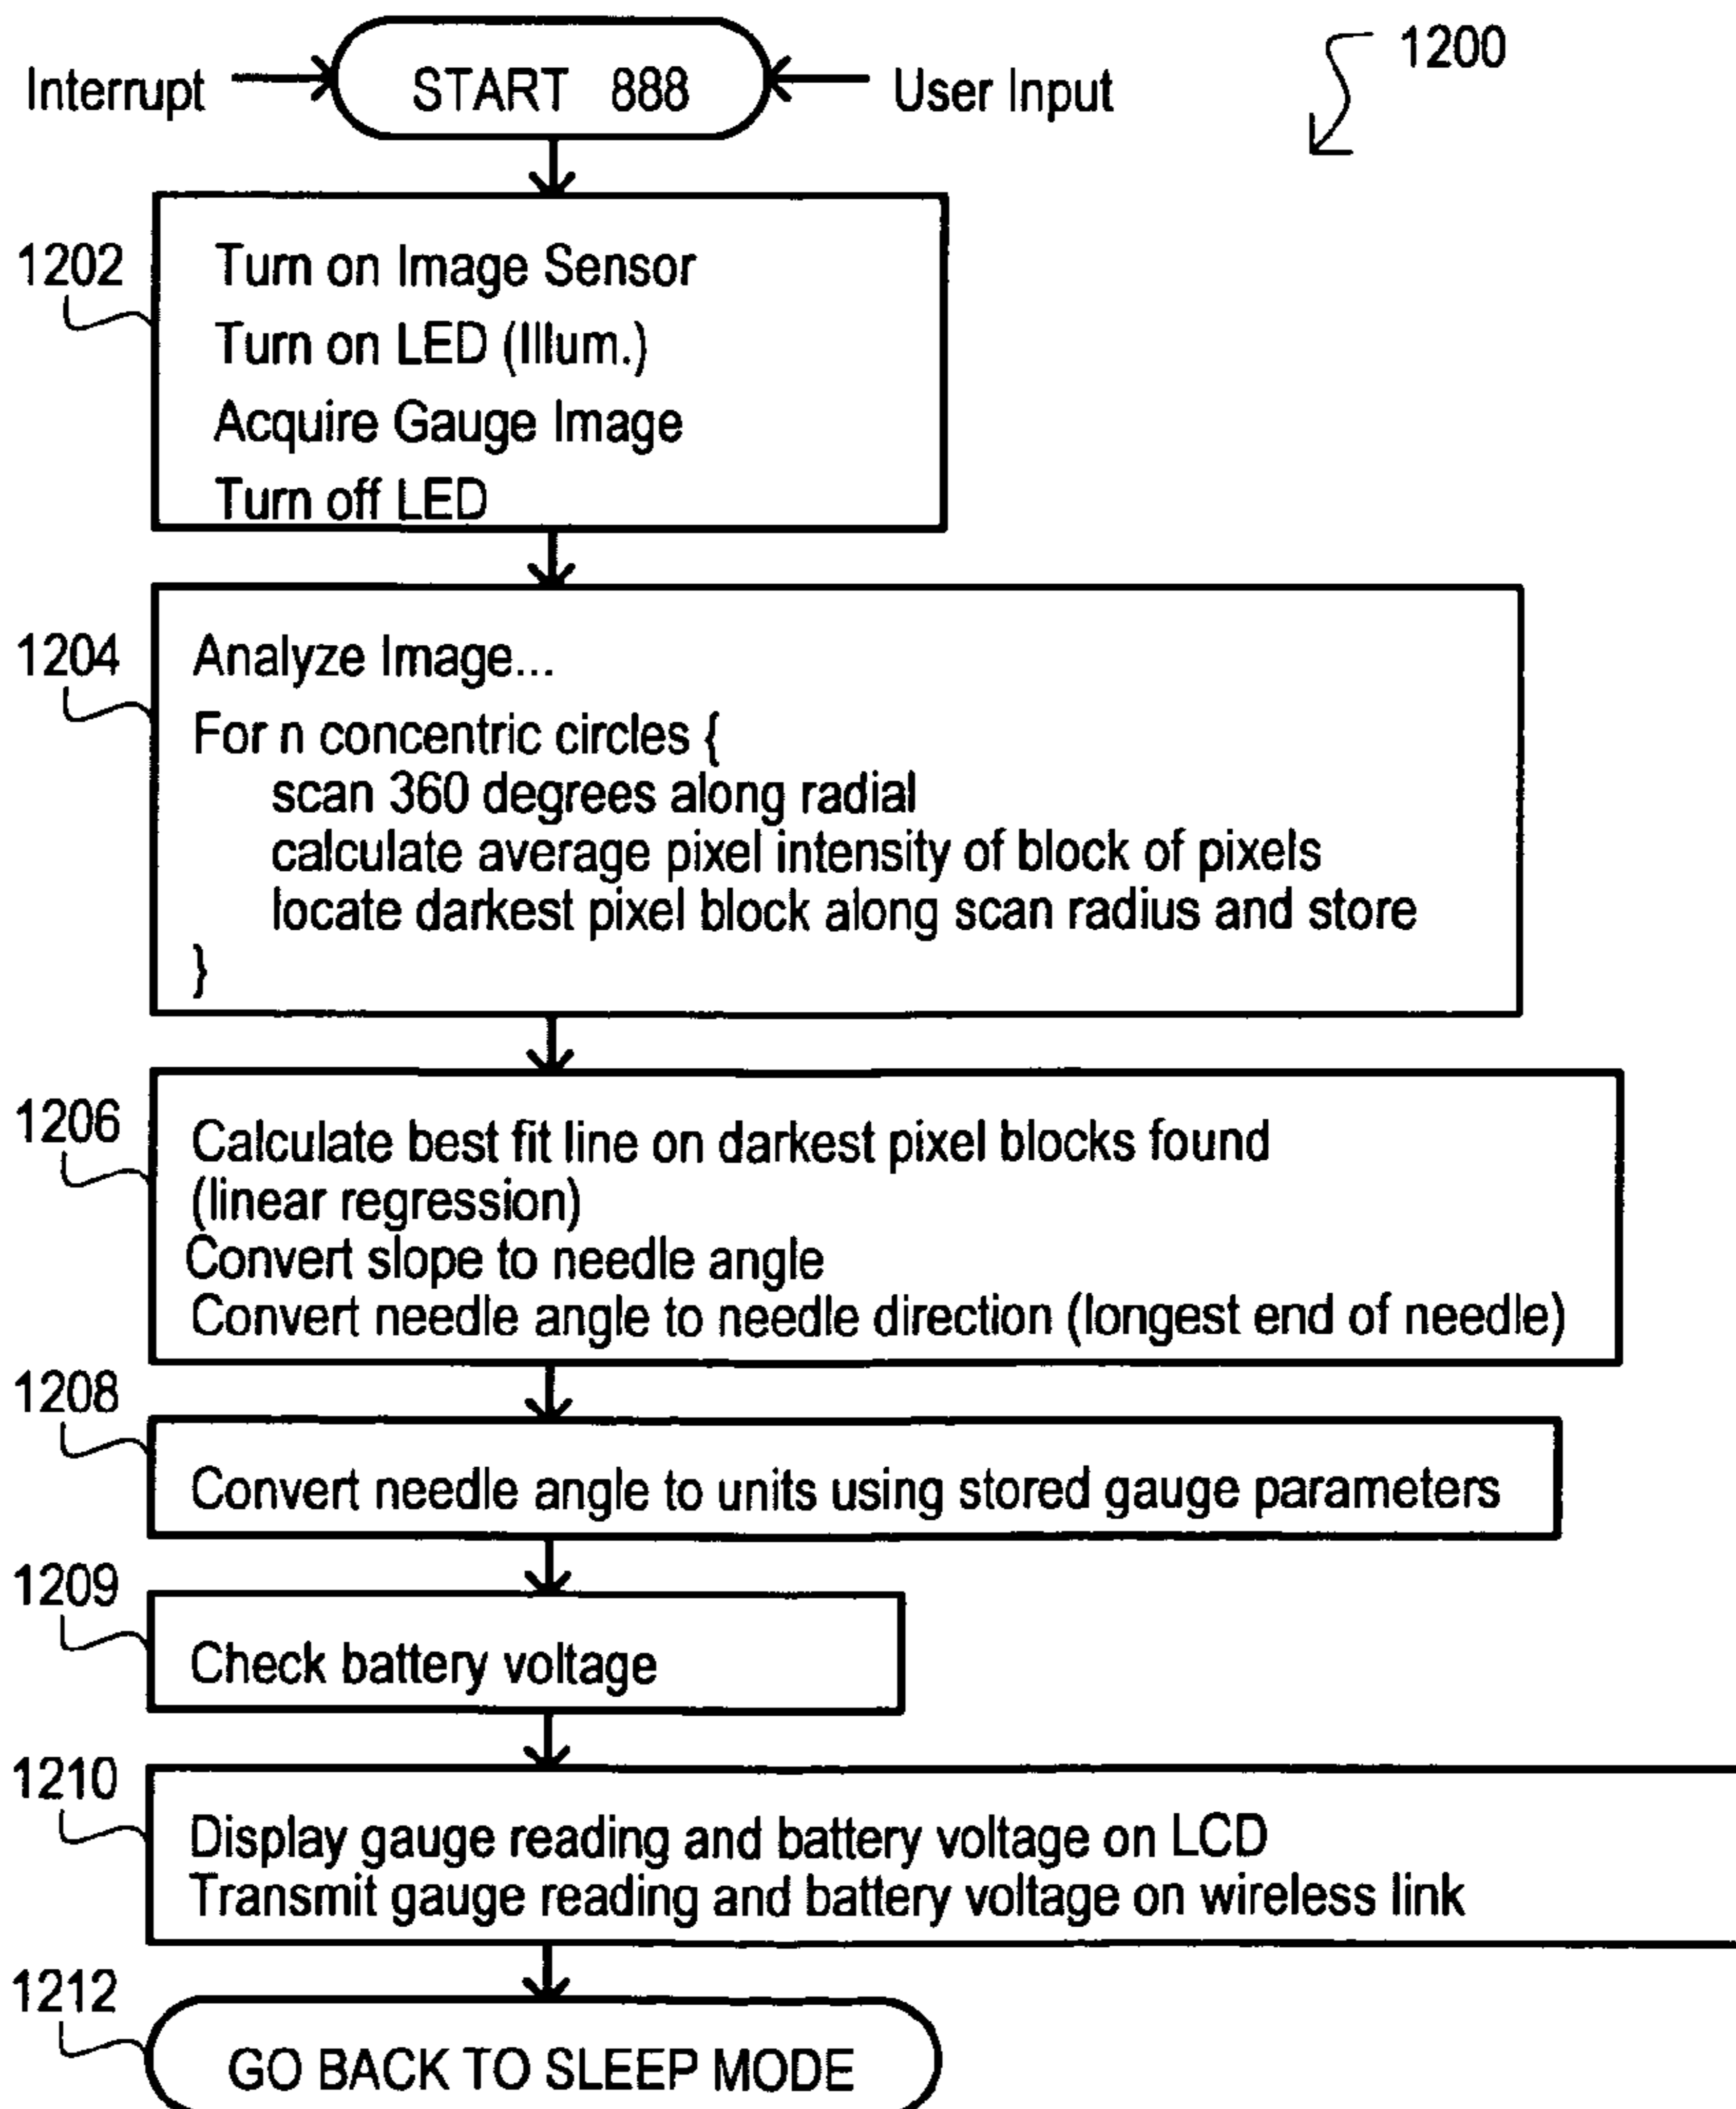 1200
Interrupt
START 888
User Input
1202
Turn on Image Sensor
Turn on LED (Illum.)
Acquire Gauge Image
Turn off LED
1204
Analyze Image...
For n concentric circles {
scan 360 degrees along radial
calculate average pixel intensity of block of pixels
locate darkest pixel block along scan radius and store
}
1206
Calculate best fit line on darkest pixel blocks found
(linear regression)
Convert slope to needle angle
Convert needle angle to needle direction (longest end of needle)
1208
Convert needle angle to units using stored gauge parameters
1209
Check battery voltage
1210
Display gauge reading and battery voltage on LCD
Transmit gauge reading and battery voltage on wireless link
1212
GO BACK TO SLEEP MODE